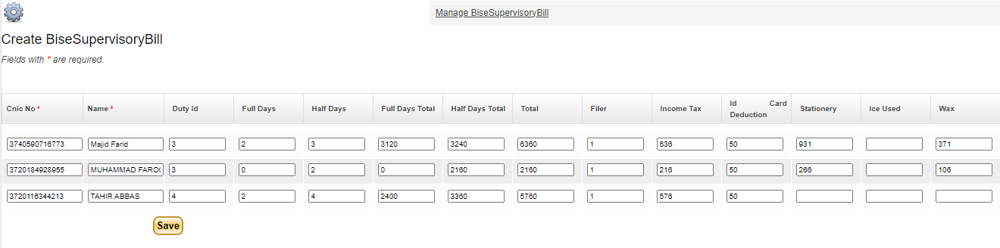 Manage BiseSupervisoryBill
Create BiseSupervisoryBill
Fields with * are required.
Cnic No * Name * Duty Id Full Days Half Days Full Days Total Half Days Total Total Filer Income Tax Id Card Deduction Stationery Ice Used Wax
3740590716773 Majid Farid 3 2 3 3120 3240 6360 1 636 50 931 371
3720184928955 MUHAMMAD 3 0 2 0 2160 2160 1 216 50 266 106
3720116344213 TAHIR ABBAS 4 2 4 2400 3360 5760 1 576 50
Save